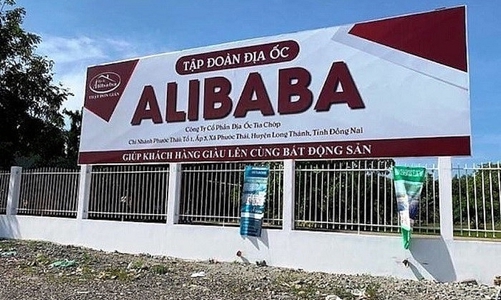 TẬP ĐOÀN ĐỊA ỐC
Alibaba
ALIBABA
Công Ty Cổ Phần Địa Ốc Tia Chớp
Chi Nhánh Phước Thái: Tổ 1, Ấp 3, Xã Phước Thái, Huyện Long Thành, Tỉnh Đồng Nai
GIÚP KHÁCH HÀNG GIÀU LÊN CÙNG BẤT ĐỘNG SẢN